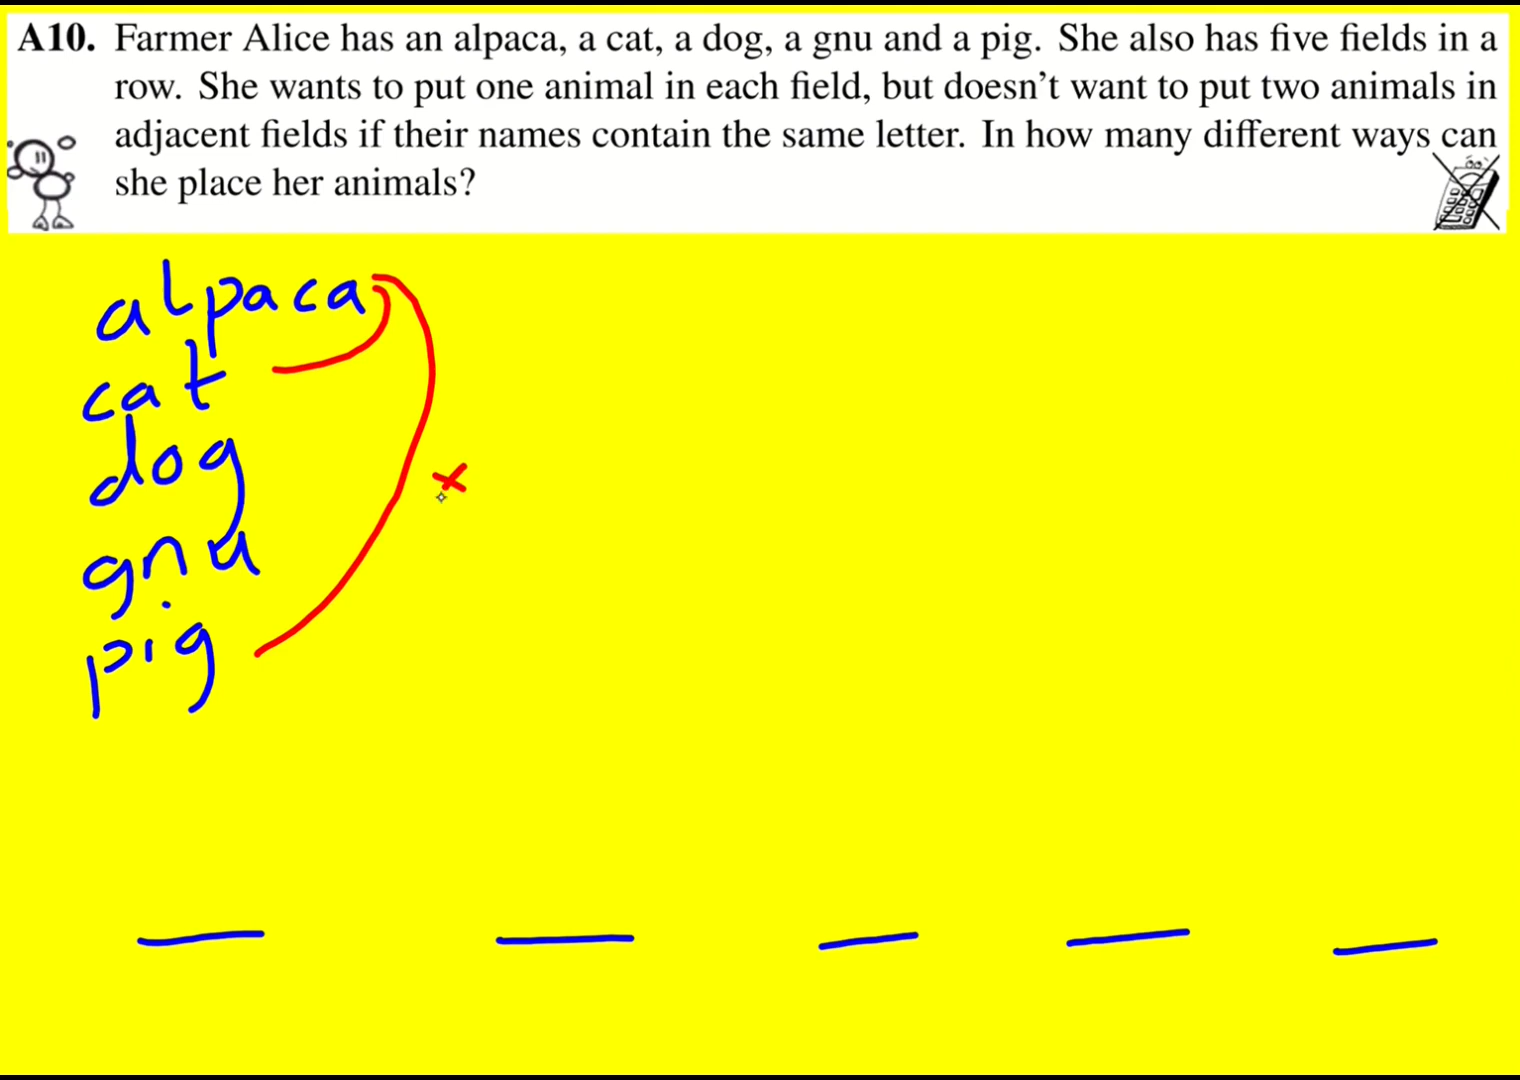 A10. Farmer Alice has an alpaca, a cat, a dog, a gnu and a pig. She also has five fields in a
row. She wants to put one animal in each field, but doesn’t want to put two animals in
adjacent fields if their names contain the same letter. In how many different ways can
she place her animals?
alpaca
cat
dog
gnu
pig